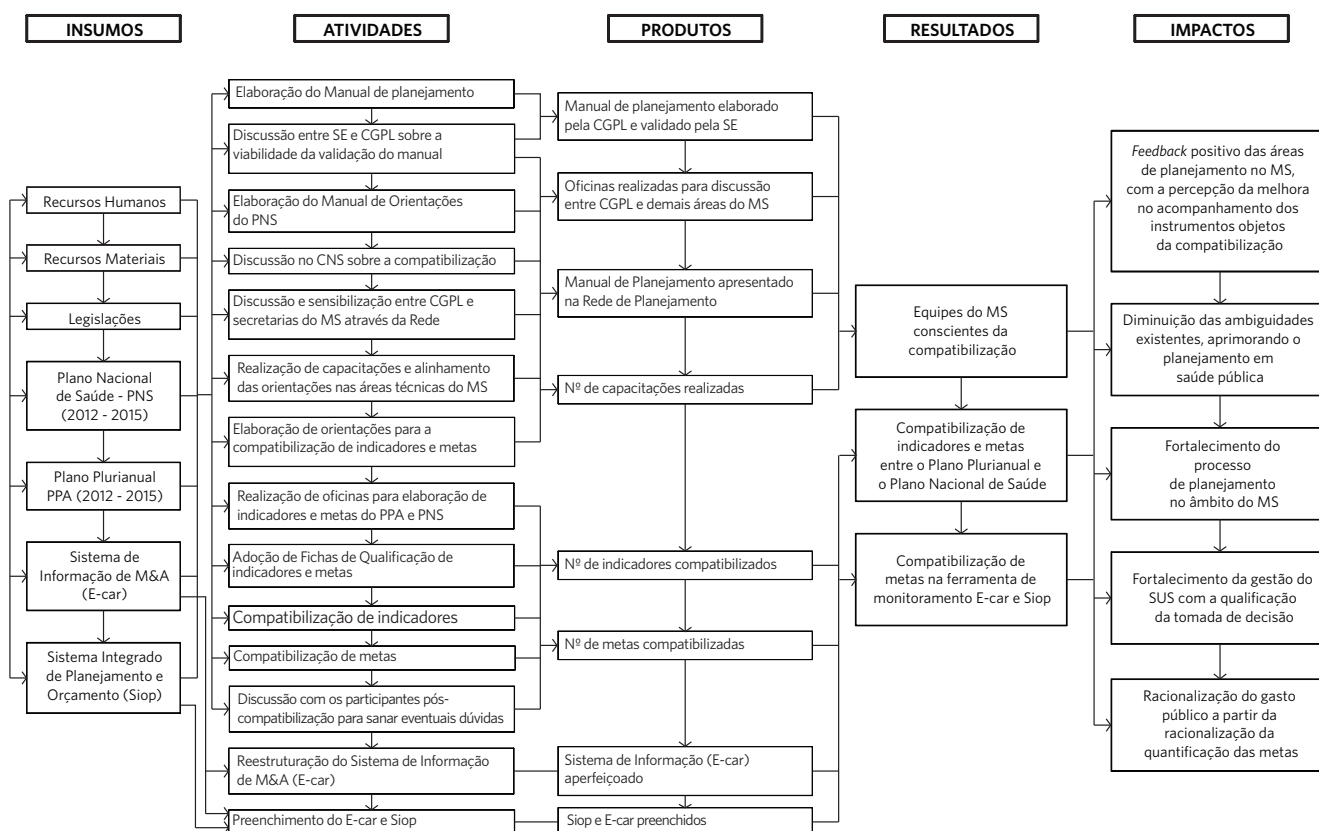 INSUMOS
ATIVIDADES
PRODUTOS
RESULTADOS
IMPACTOS
Recursos Humanos
Recursos Materiais
Legislações
Plano Nacional
de Saúde - PNS
(2012 - 2015)
Plano Plurianual
PPA (2012 - 2015)
Sistema de
Informação de M&A
(E-car)
Sistema Integrado
de Planejamento e
Orçamento (Siop)
Elaboração do Manual de planejamento
Discussão entre SE e CGPL sobre a
viabilidade da validação do manual
Elaboração do Manual de Orientações
do PNS
Discussão no CNS sobre a compatibilização
Discussão e sensibilização entre CGPL e
secretarias do MS através da Rede
Realização de capacitações e alinhamento
das orientações nas áreas técnicas do MS
Elaboração de orientações para a
compatibilização de indicadores e metas
Realização de oficinas para elaboração de
indicadores e metas do PPA e PNS
Adoção de Fichas de Qualificação de
indicadores e metas
Compatibilização de indicadores
Compatibilização de metas
Discussão com os participantes pós-
compatibilização para sanar eventuais dúvidas
Reestruturação do Sistema de Informação
de M&A (E-car)
Preenchimento do E-car e Siop
Manual de planejamento elaborado
pela CGPL e validado pela SE
Oficinas realizadas para discussão
entre CGPL e demais áreas do MS
Manual de Planejamento apresentado
na Rede de Planejamento
Nº de capacitações realizadas
Nº de indicadores compatibilizados
Nº de metas compatibilizadas
Sistema de Informação (E-car)
aperfeiçoado
Siop e E-car preenchidos
Equipes do MS
conscientes da
compatibilização
Compatibilização de
indicadores e metas
entre o Plano Plurianual e
o Plano Nacional de Saúde
Compatibilização de
metas na ferramenta de
monitoramento E-car e Siop
Feedback positivo das áreas
de planejamento no MS,
com a percepção da melhora
no acompanhamento dos
instrumentos objetos
da compatibilização
Diminuição das ambiguidades
existentes, aprimorando o
planejamento em
saúde pública
Fortalecimento do
processo
de planejamento
no âmbito do MS
Fortalecimento da gestão do
SUS com a qualificação
da tomada de decisão
Racionalização do gasto
público a partir da
racionalização da
quantificação das metas